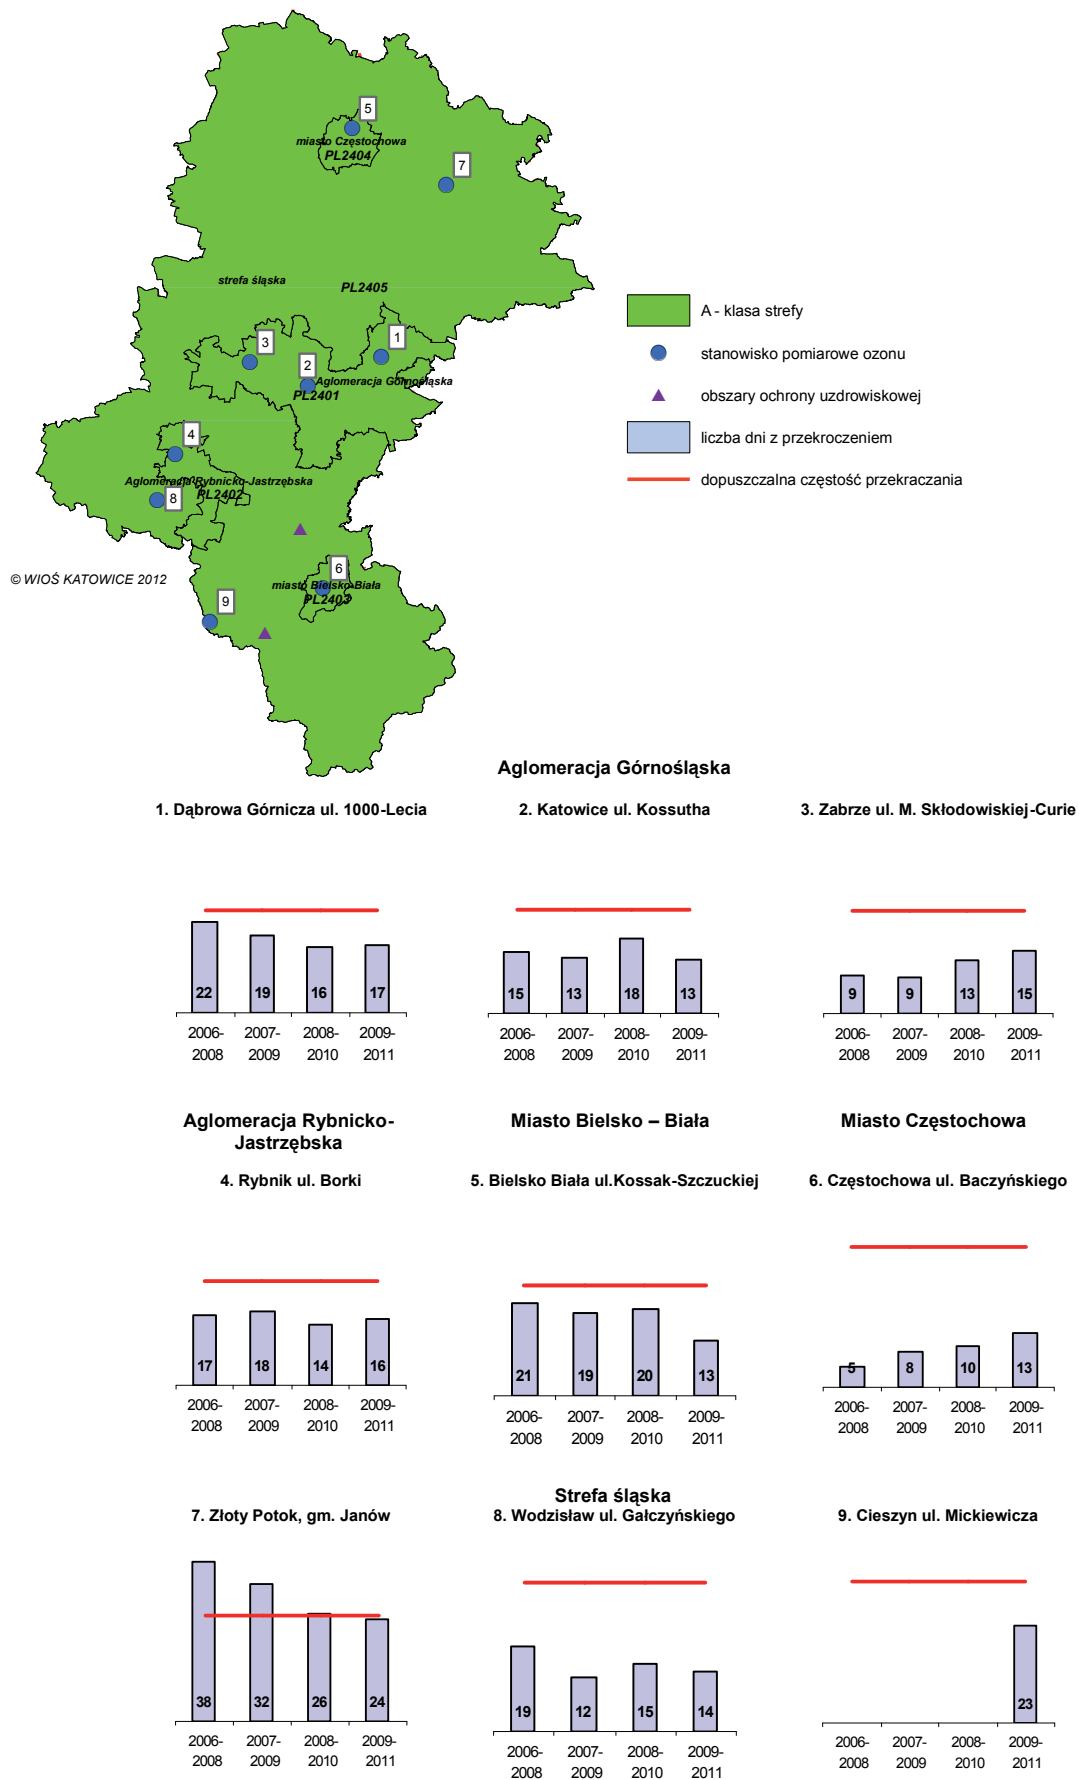 5
miasto Częstochowa
PL2404
7
strefa śląska
PL2405
1
3
2
Aglomeracja Górnośląska
PL2401
4
Aglomeracja Rybnicko-Jastrzębska
PL2402
8
6
miasto Bielsko-Biała
PL2403
9
© WIOŚ KATOWICE 2012
A - klasa strefy
stanowisko pomiarowe ozonu
obszary ochrony uzdrowiskowej
liczba dni z przekroczeniem
dopuszczalna częstość przekraczania
Aglomeracja Górnośląska
1. Dąbrowa Górnicza ul. 1000-Lecia
22 19 16 17
2006- 2007- 2008- 2009-
2008 2009 2010 2011
2. Katowice ul. Kossutha
15 13 18 13
2006- 2007- 2008- 2009-
2008 2009 2010 2011
3. Zabrze ul. M. Skłodowiskiej-Curie
9 9 13 15
2006- 2007- 2008- 2009-
2008 2009 2010 2011
Aglomeracja Rybnicko-
Jastrzębska
4. Rybnik ul. Borki
17 18 14 16
2006- 2007- 2008- 2009-
2008 2009 2010 2011
Miasto Bielsko – Biała
5. Bielsko Biała ul.Kossak-Szczuckiej
21 19 20 13
2006- 2007- 2008- 2009-
2008 2009 2010 2011
Miasto Częstochowa
6. Częstochowa ul. Baczyńskiego
5 8 10 13
2006- 2007- 2008- 2009-
2008 2009 2010 2011
Strefa śląska
7. Złoty Potok, gm. Janów
38 32 26 24
2006- 2007- 2008- 2009-
2008 2009 2010 2011
8. Wodzisław ul. Gałczyńskiego
19 12 15 14
2006- 2007- 2008- 2009-
2008 2009 2010 2011
9. Cieszyn ul. Mickiewicza
23
2006- 2007- 2008- 2009-
2008 2009 2010 2011